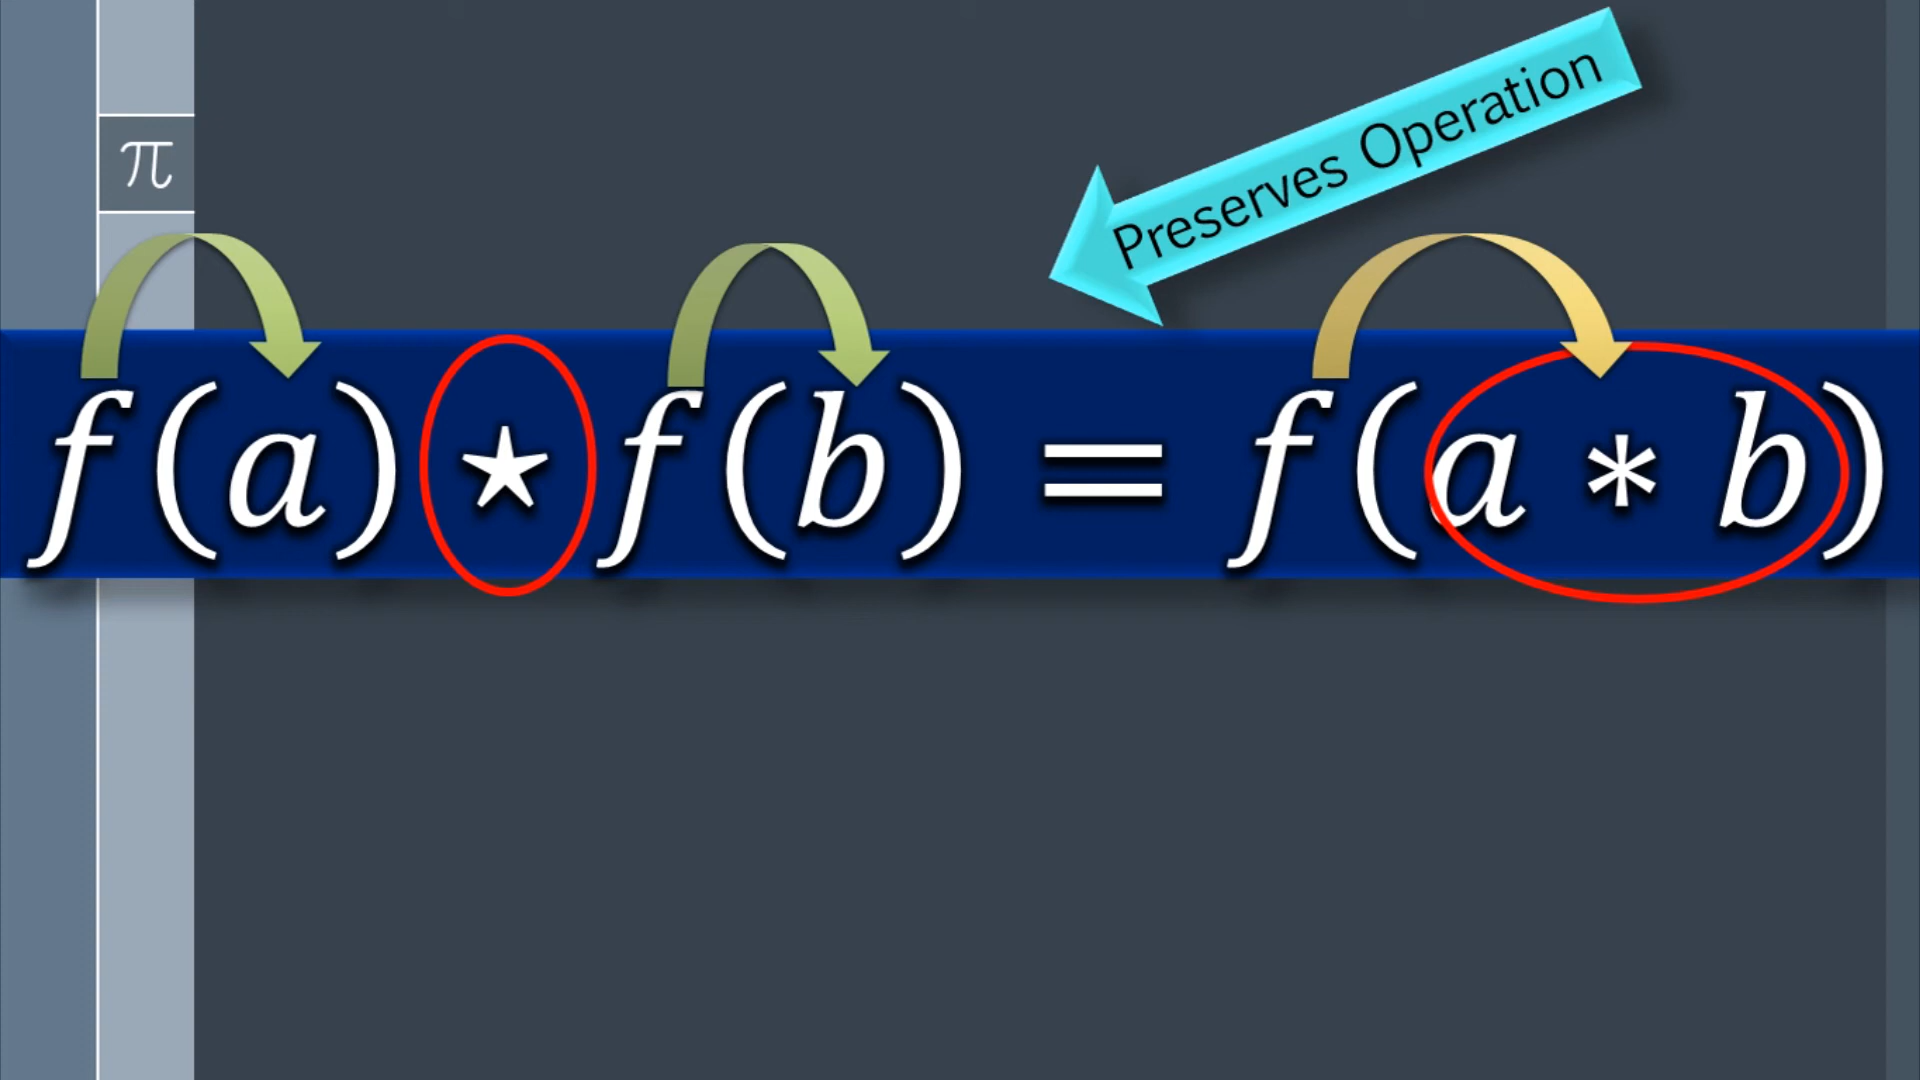 Preserves Operation
π
f(a) ⋆ f(b) = f(a ∗ b)